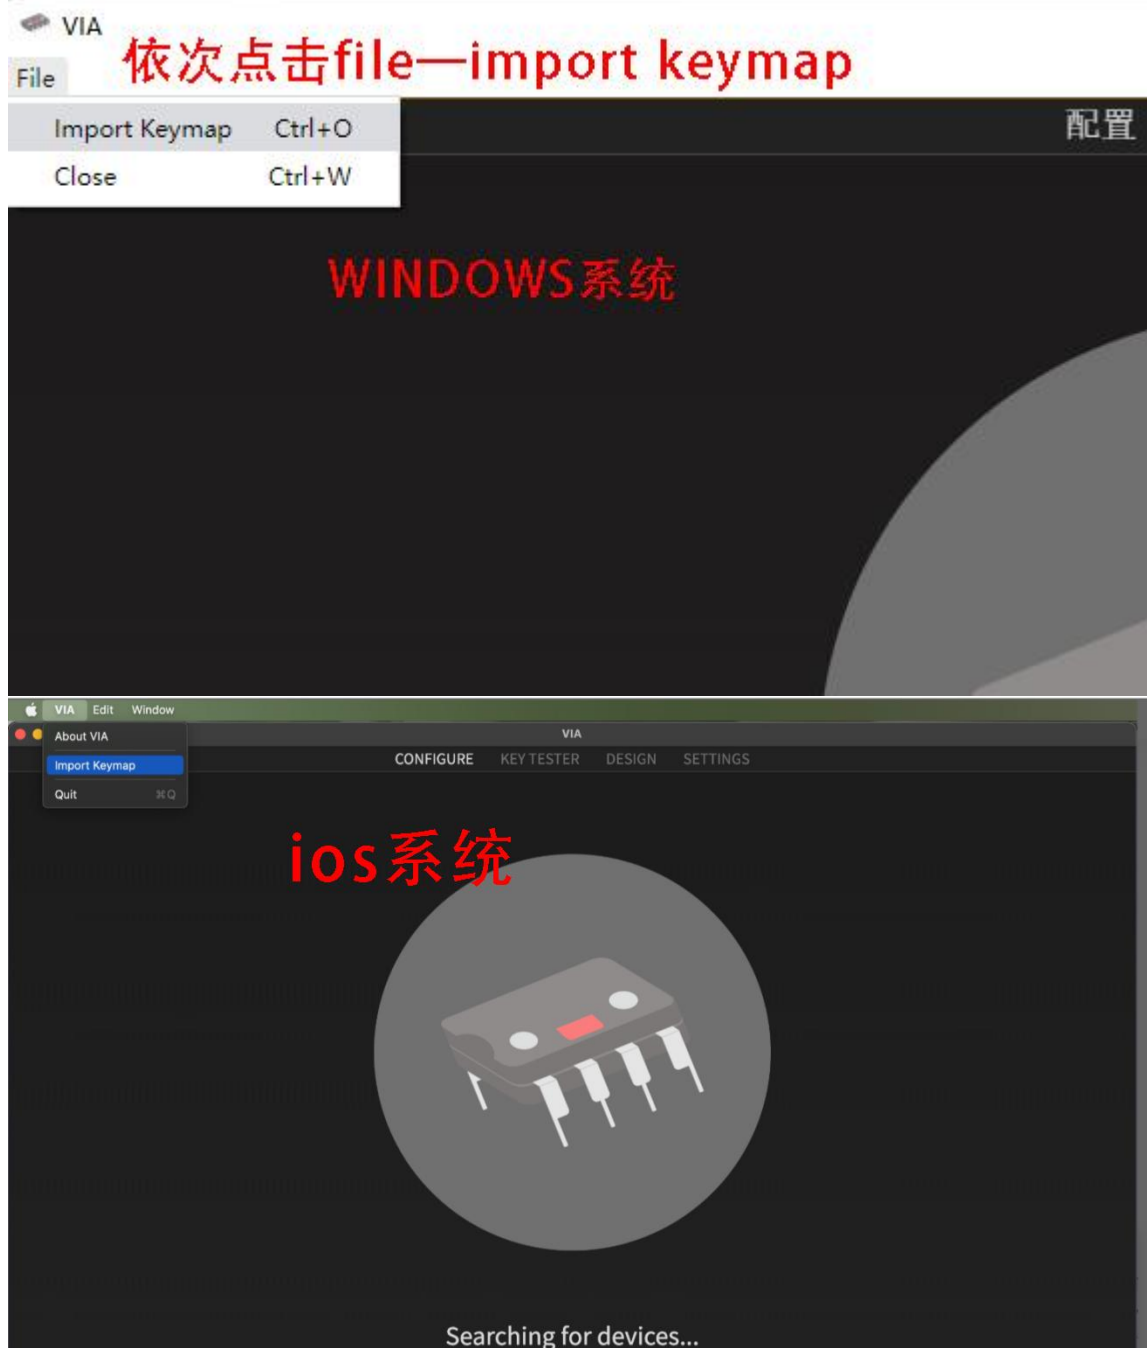 VIA
依次点击file—import keymap
File
Import Keymap Ctrl+O
配置
Close Ctrl+W
WINDOWS系统
VIA Edit Window
About VIA
VIA
Import Keymap
CONFIGURE KEY TESTER DESIGN SETTINGS
Quit ⌘Q
ios系统
Searching for devices...